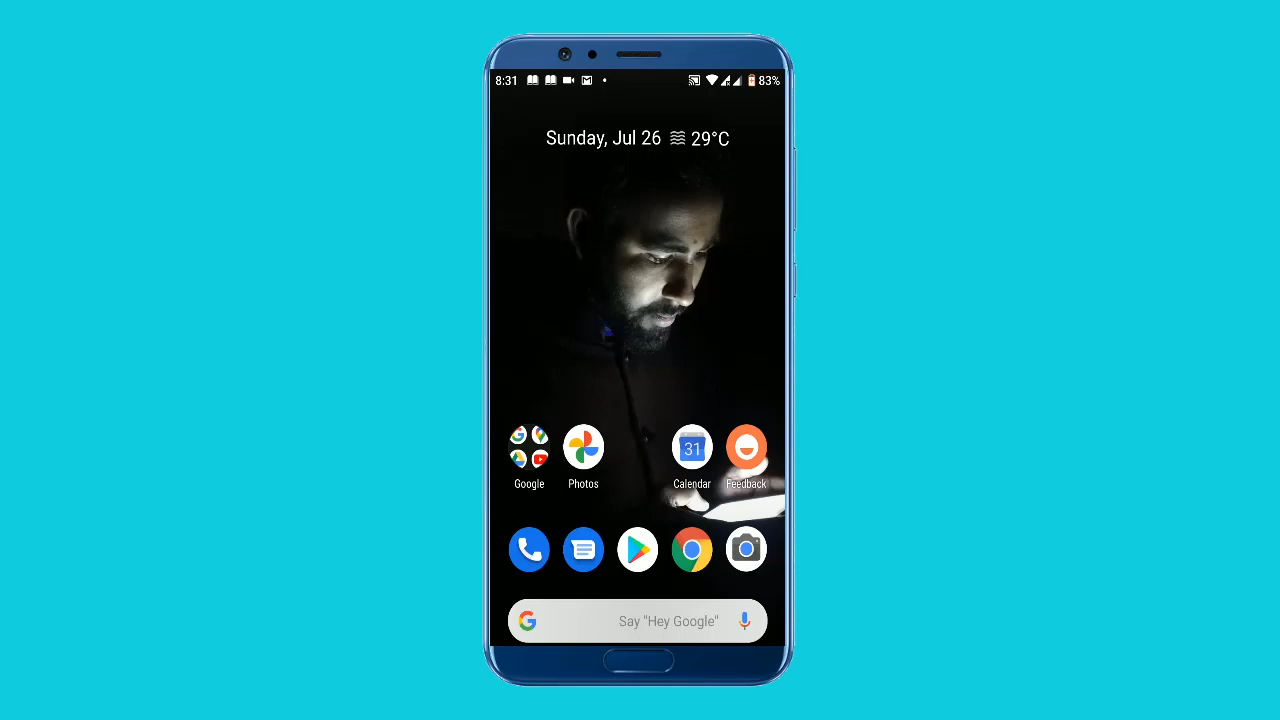 8:31
83%
Sunday, Jul 26 29°C
31
Google
Photos
Calendar
Feedback
Say "Hey Google"